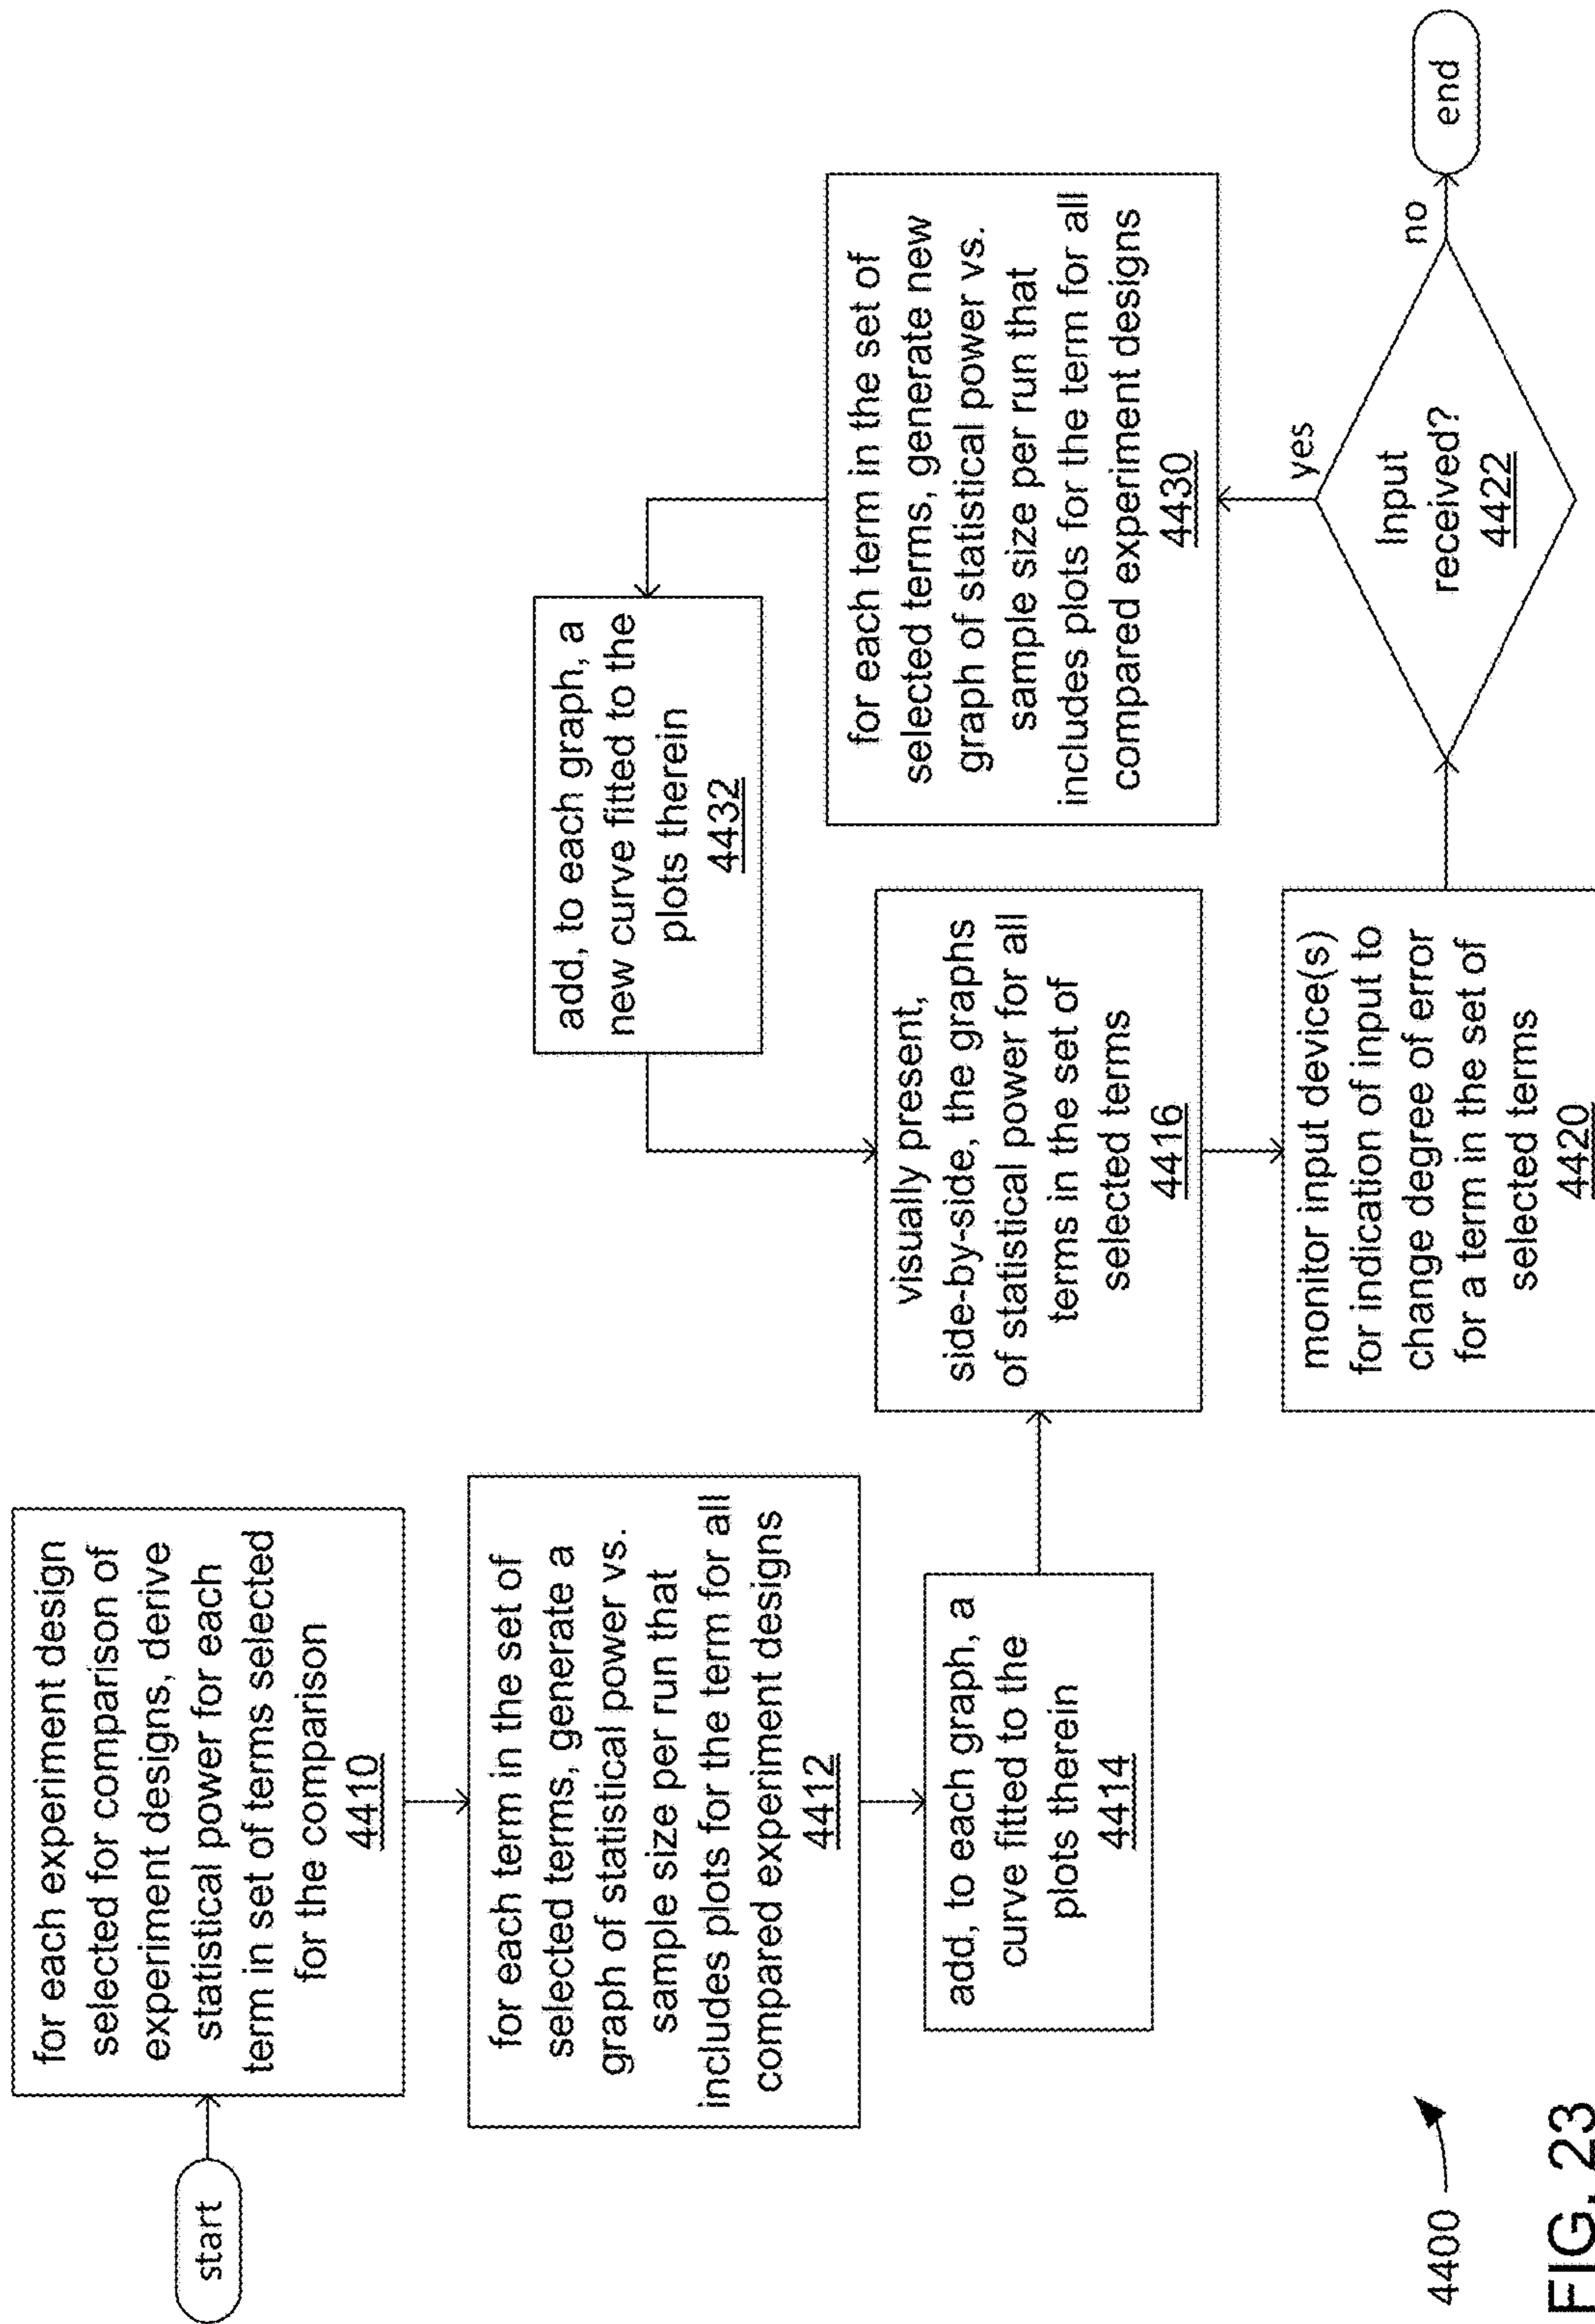 start
for each experiment design
selected for comparison of
experiment designs, derive
statistical power for each
term in set of terms selected
for the comparison
4410
for each term in the set of
selected terms, generate a
graph of statistical power vs.
sample size per run that
includes plots for the term for all
compared experiment designs
4412
add, to each graph, a
curve fitted to the
plots therein
4414
visually present,
side-by-side, the graphs
of statistical power for all
terms in the set of
selected terms
4416
monitor input device(s)
for indication of input to
change degree of error
for a term in the set of
selected terms
4420
Input
received?
4422
yes
no
end
for each term in the set of
selected terms, generate new
graph of statistical power vs.
sample size per run that
includes plots for the term for all
compared experiment designs
4430
add, to each graph, a
new curve fitted to the
plots therein
4432
4400
FIG. 23